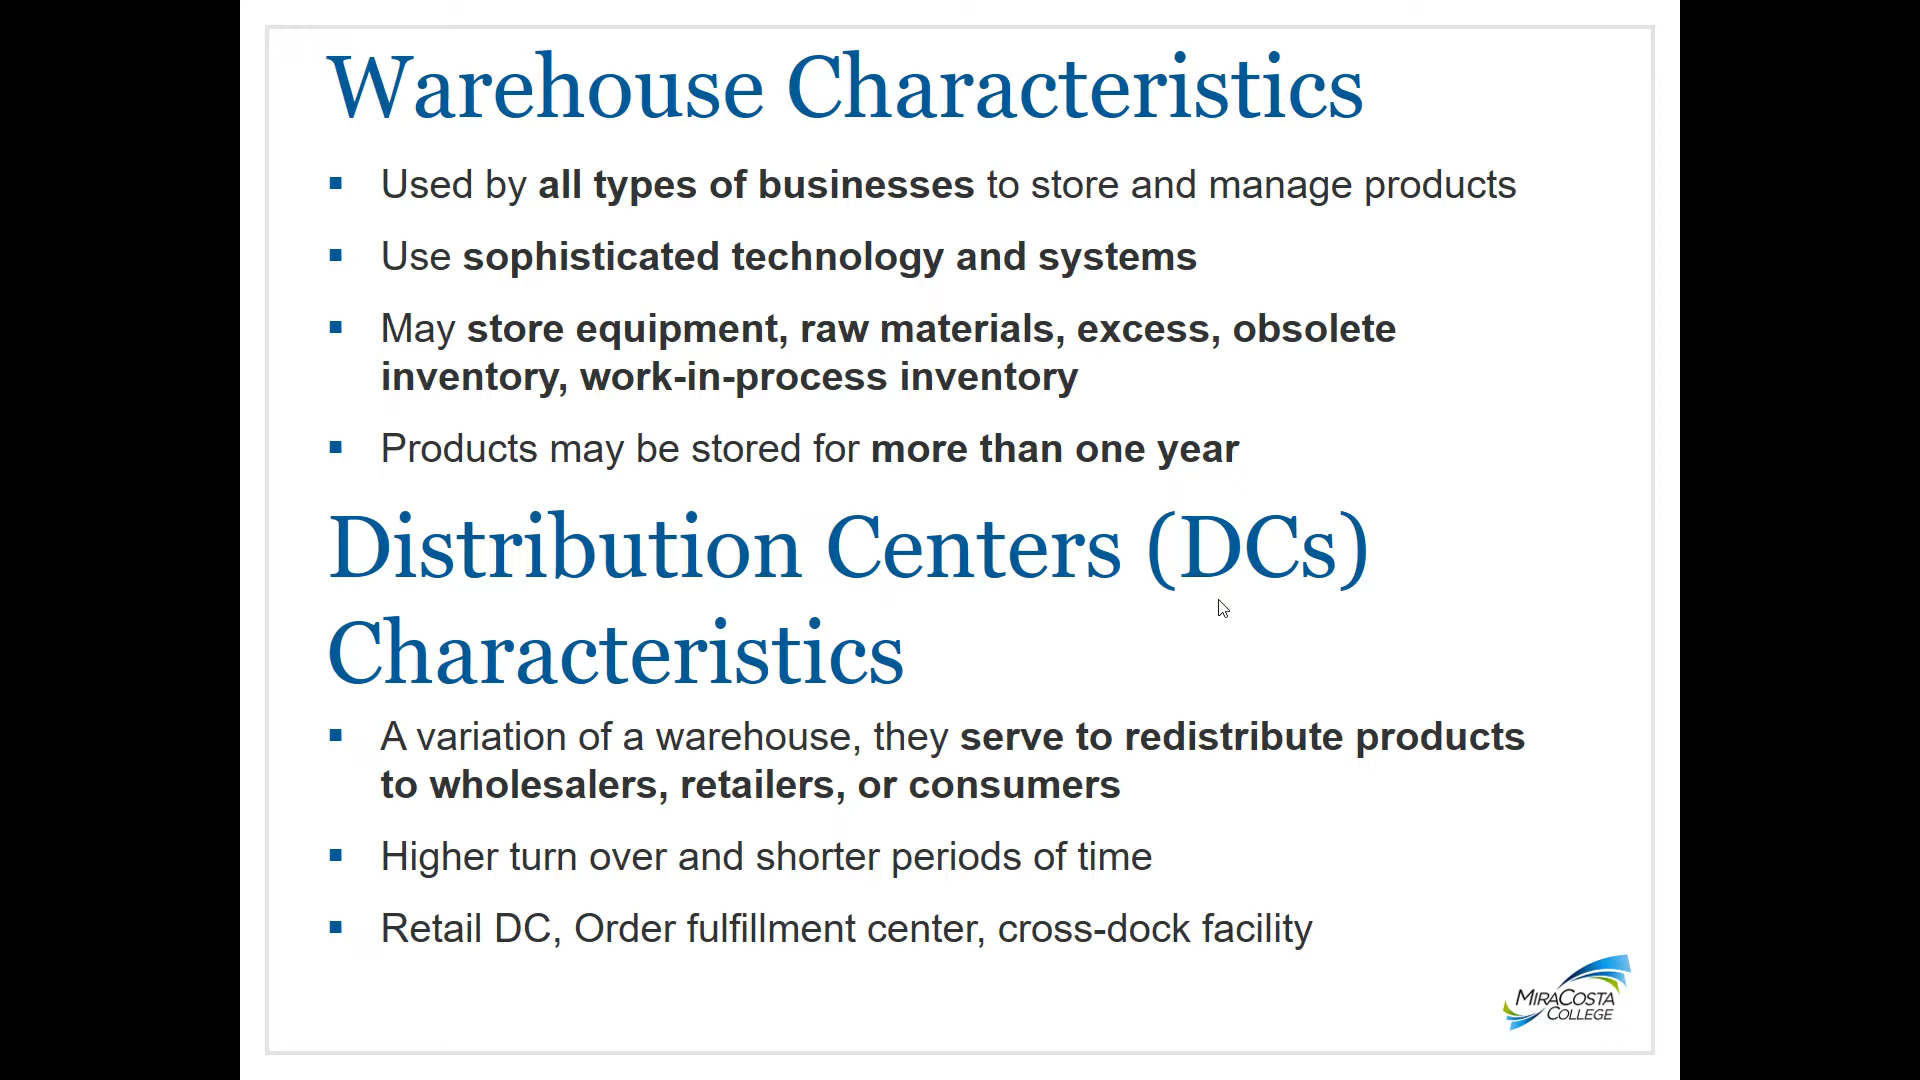 Warehouse Characteristics
▪ Used by all types of businesses to store and manage products
▪ Use sophisticated technology and systems
▪ May store equipment, raw materials, excess, obsolete
inventory, work-in-process inventory
▪ Products may be stored for more than one year
Distribution Centers (DCs)
Characteristics
▪ A variation of a warehouse, they serve to redistribute products
to wholesalers, retailers, or consumers
▪ Higher turn over and shorter periods of time
▪ Retail DC, Order fulfillment center, cross-dock facility
MIRACOSTA
COLLEGE